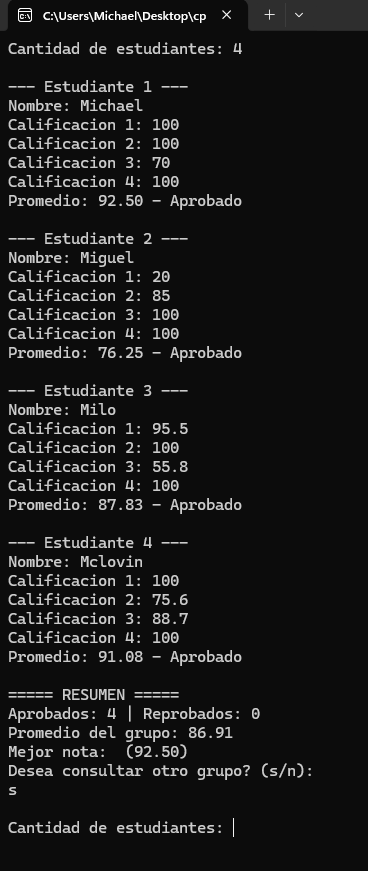 C:\Users\Michael\Desktop\cp
Cantidad de estudiantes: 4
--- Estudiante 1 ---
Nombre: Michael
Calificacion 1: 100
Calificacion 2: 100
Calificacion 3: 70
Calificacion 4: 100
Promedio: 92.50 - Aprobado
--- Estudiante 2 ---
Nombre: Miguel
Calificacion 1: 20
Calificacion 2: 85
Calificacion 3: 100
Calificacion 4: 100
Promedio: 76.25 - Aprobado
--- Estudiante 3 ---
Nombre: Milo
Calificacion 1: 95.5
Calificacion 2: 100
Calificacion 3: 55.8
Calificacion 4: 100
Promedio: 87.83 - Aprobado
--- Estudiante 4 ---
Nombre: Mclovin
Calificacion 1: 100
Calificacion 2: 75.6
Calificacion 3: 88.7
Calificacion 4: 100
Promedio: 91.08 - Aprobado
===== RESUMEN =====
Aprobados: 4 | Reprobados: 0
Promedio del grupo: 86.91
Mejor nota:  (92.50)
Desea consultar otro grupo? (s/n):
s
Cantidad de estudiantes: